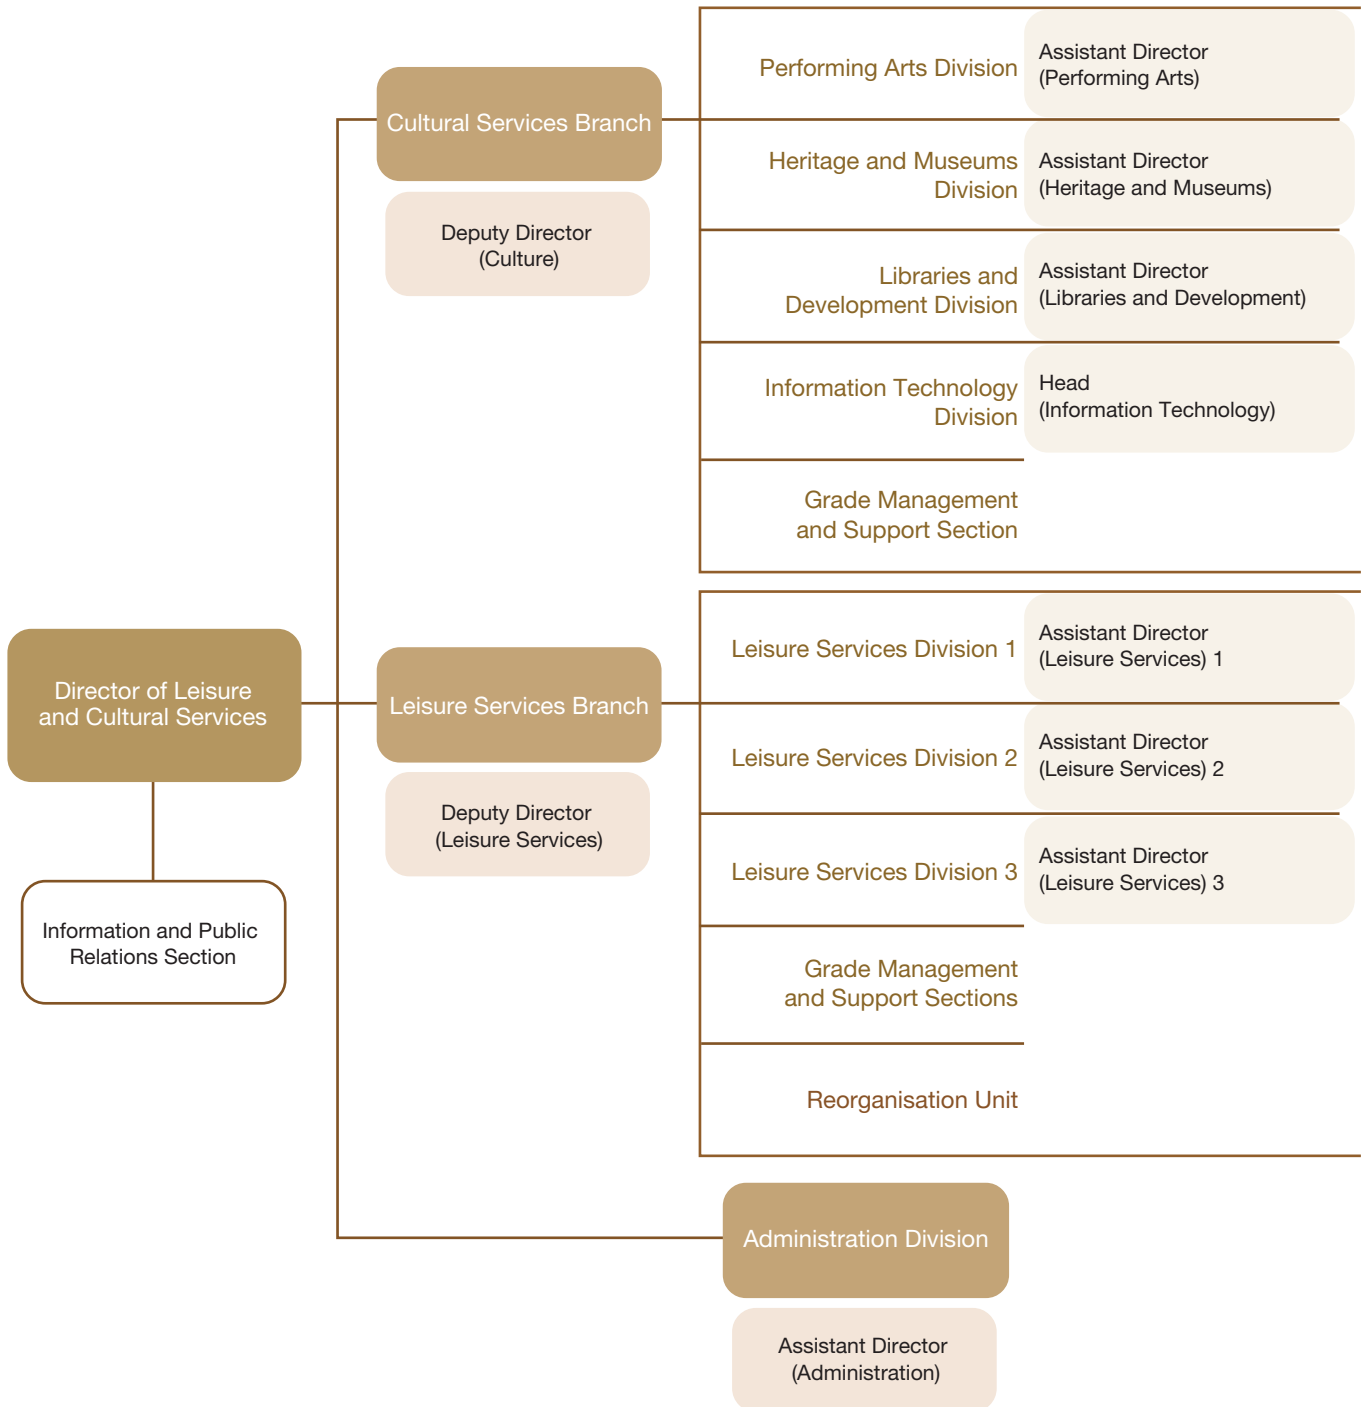 Performing Arts Division
Assistant Director
(Performing Arts)
Cultural Services Branch
Heritage and Museums
Division
Assistant Director
(Heritage and Museums)
Deputy Director
(Culture)
Libraries and
Development Division
Assistant Director
(Libraries and Development)
Information Technology
Division
Head
(Information Technology)
Grade Management
and Support Section
Director of Leisure
and Cultural Services
Leisure Services Branch
Leisure Services Division 1
Assistant Director
(Leisure Services) 1
Leisure Services Division 2
Assistant Director
(Leisure Services) 2
Deputy Director
(Leisure Services)
Leisure Services Division 3
Assistant Director
(Leisure Services) 3
Information and Public
Relations Section
Grade Management
and Support Sections
Reorganisation Unit
Administration Division
Assistant Director
(Administration)